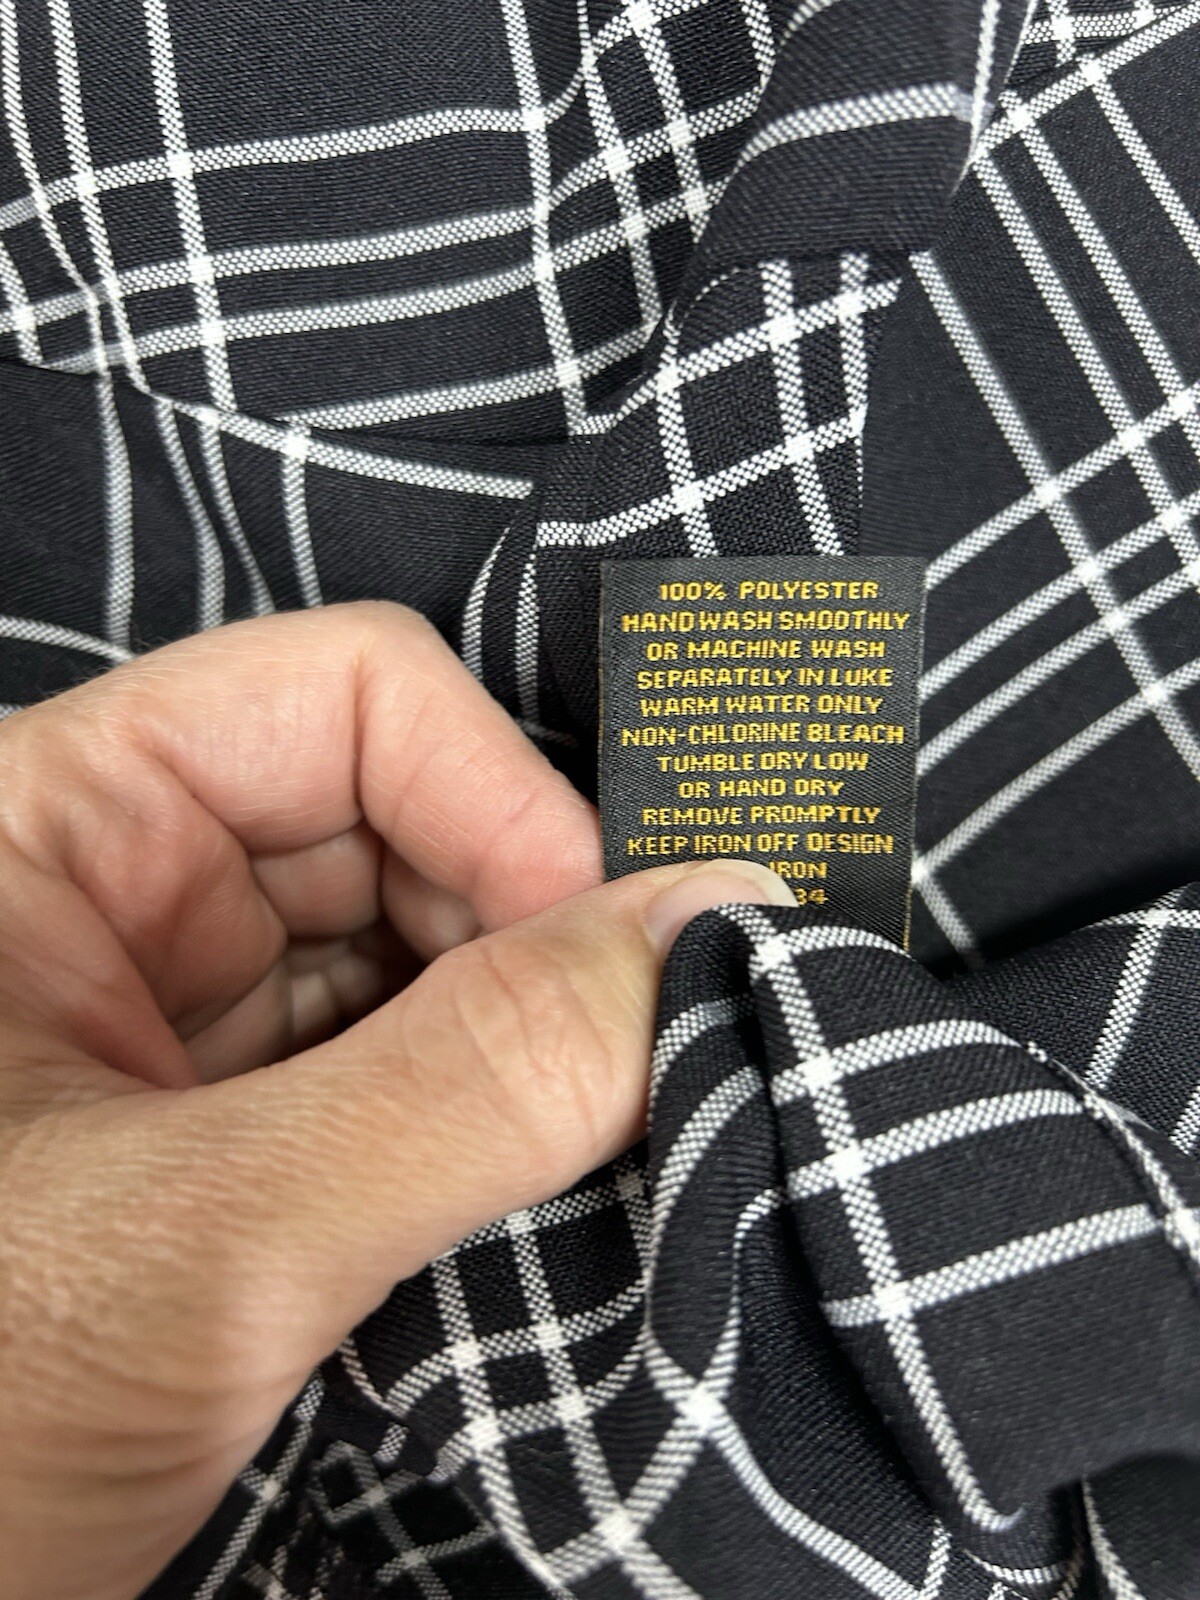 100% POLYESTER
HAND WASH SMOOTHLY
OR MACHINE WASH
SEPARATELY IN LUKE
WARM WATER ONLY
NON-CHLORINE BLEACH
TUMBLE DRY LOW
OR HAND DRY
REMOVE PROMPTLY
KEEP IRON OFF DESIGN
IRON
34